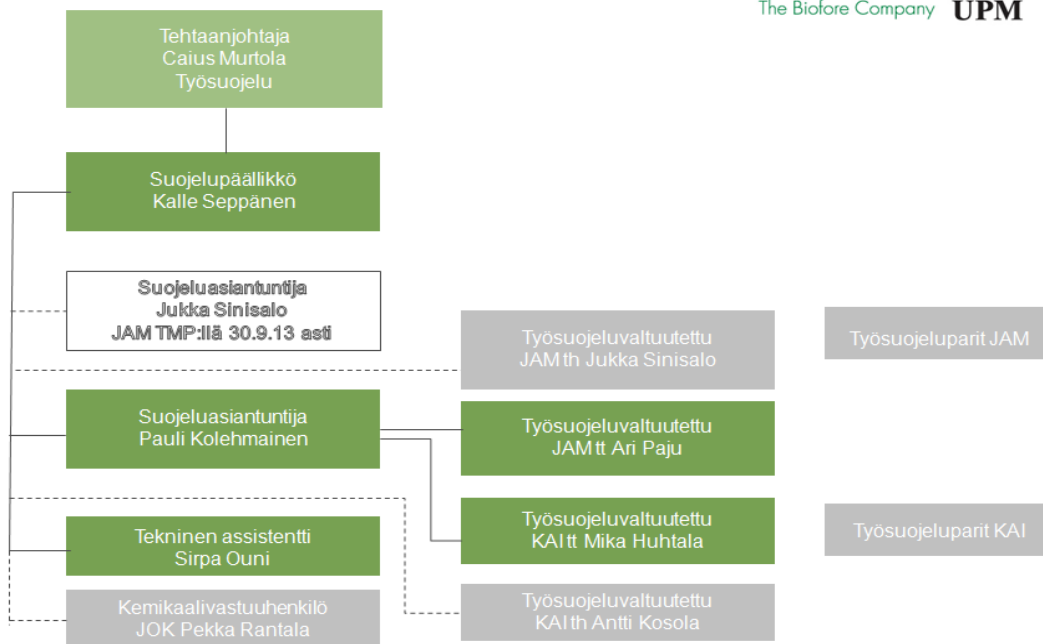 The Biofore Company UPM
Tehtaanjohtaja
Caius Murtola
Työsuojelu
Suojelupäällikkö
Kalle Seppänen
Suojeluasiantuntija
Jukka Sinisalo
JAM TMP:llä 30.9.13 asti
Työsuojeluvaltuutettu
JAM th Jukka Sinisalo
Työsuojeluparit JAM
Suojeluasiantuntija
Pauli Kolehmainen
Työsuojeluvaltuutettu
JAM tt Ari Paju
Työsuojeluvaltuutettu
KAI tt Mika Huhtala
Työsuojeluparit KAI
Tekninen assistentti
Sirpa Ouni
Kemikaalivastuuhenkilö
JOK Pekka Rantala
Työsuojeluvaltuutettu
KAI th Antti Kosola